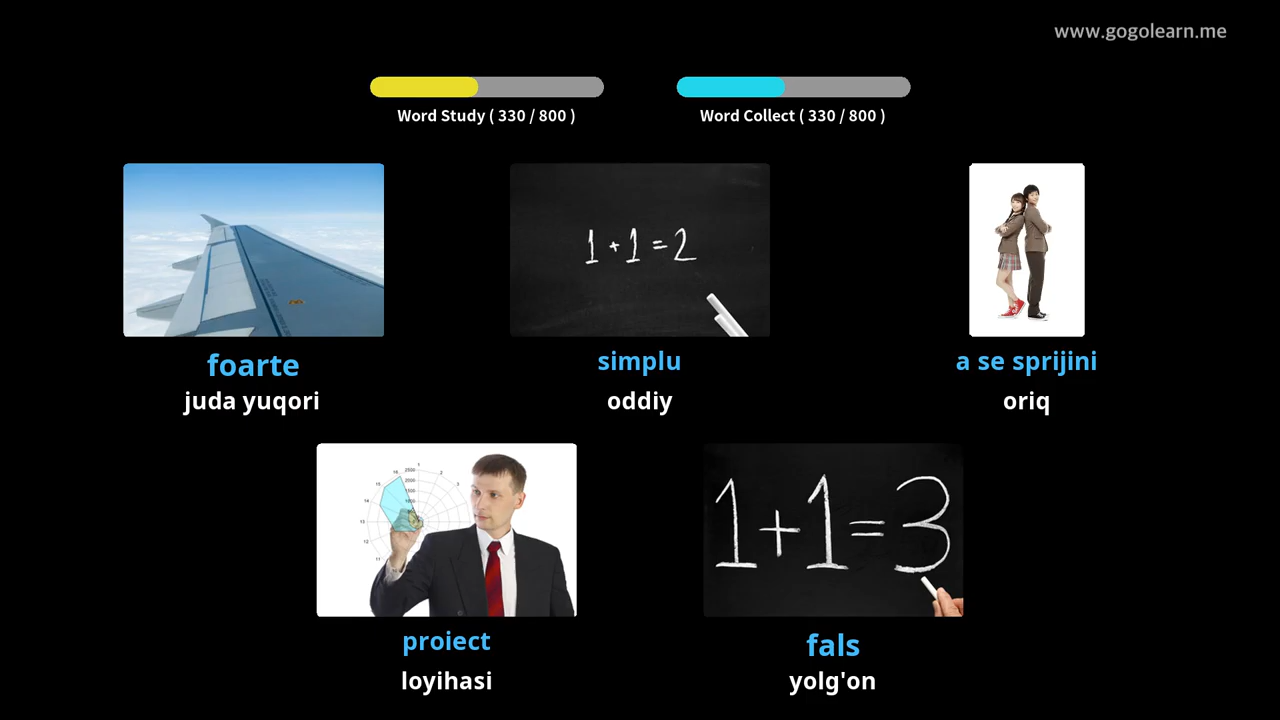 www.gogolearn.me
Word Study ( 330 / 800 )
Word Collect ( 330 / 800 )
1 + 1 = 2
foarte
juda yuqori
simplu
oddiy
a se sprijini
oriq
1+1=3
proiect
loyihasi
fals
yolg'on